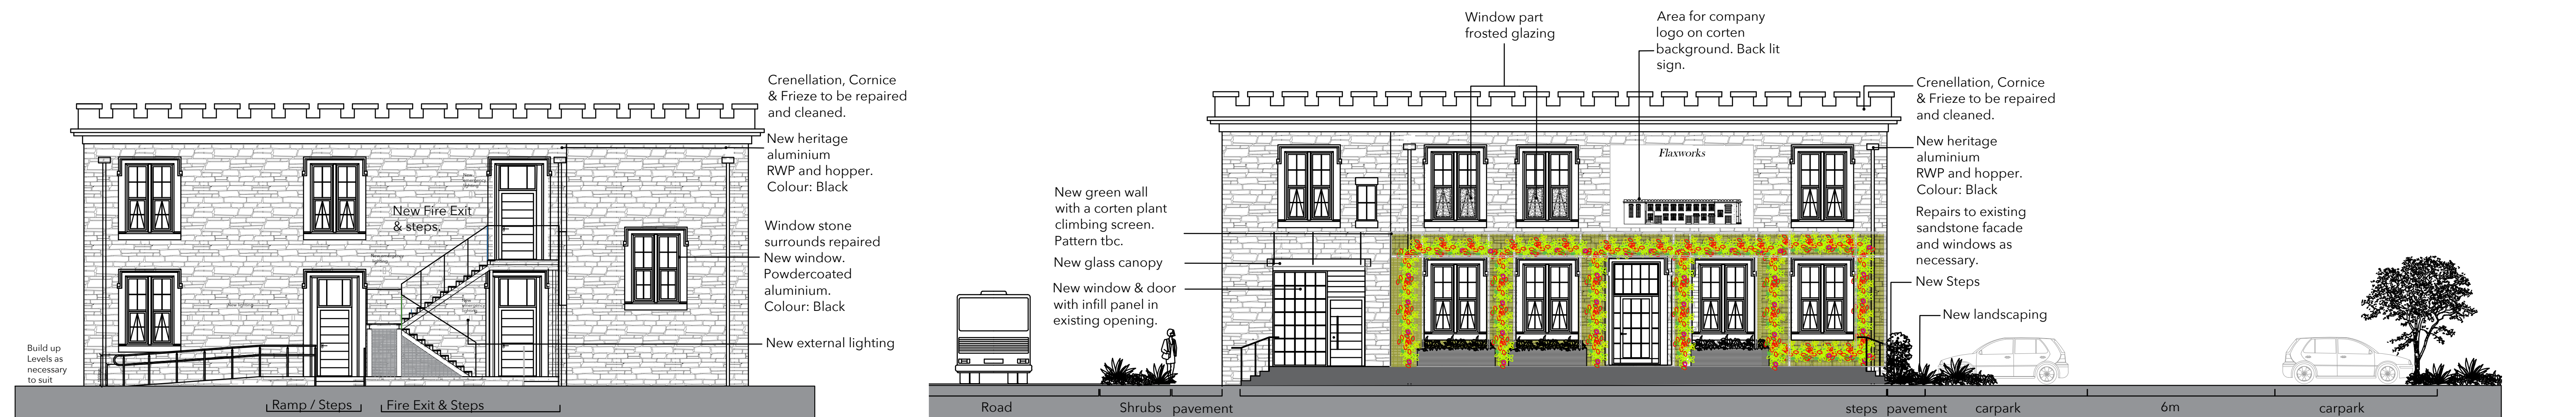 Crenellation, Cornice
& Frieze to be repaired
and cleaned.
New heritage
aluminium
RWP and hopper.
Colour: Black
New Fire Exit
& steps.
Window stone
surrounds repaired
New window.
Powdercoated
aluminium.
Colour: Black
New external lighting
Build up
Levels as
necessary
to suit
Ramp / Steps
Fire Exit & Steps
Window part
frosted glazing
Area for company
logo on corten
background. Back lit
sign.
Flaxworks
New green wall
with a corten plant
climbing screen.
Pattern tbc.
New glass canopy
New window & door
with infill panel in
existing opening.
Crenellation, Cornice
& Frieze to be repaired
and cleaned.
New heritage
aluminium
RWP and hopper.
Colour: Black
Repairs to existing
sandstone facade
and windows as
necessary.
New Steps
New landscaping
Road
Shrubs
pavement
steps
pavement
carpark
6m
carpark